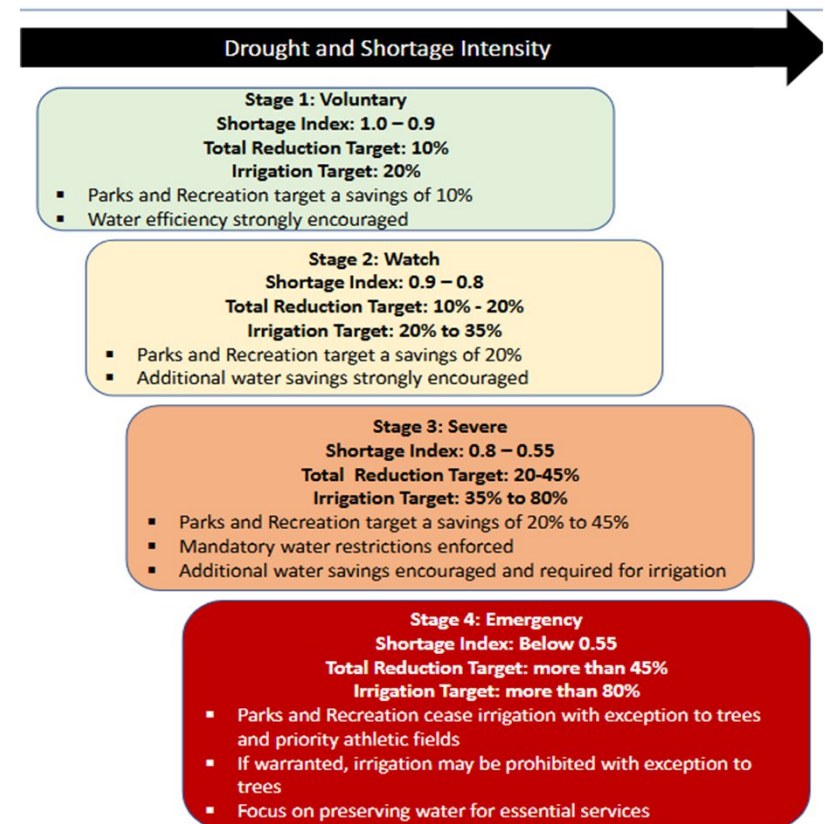 Drought and Shortage Intensity
Stage 1: Voluntary
Shortage Index: 1.0 – 0.9
Total Reduction Target: 10%
Irrigation Target: 20%
▪ Parks and Recreation target a savings of 10%
▪ Water efficiency strongly encouraged
Stage 2: Watch
Shortage Index: 0.9 – 0.8
Total Reduction Target: 10% - 20%
Irrigation Target: 20% to 35%
▪ Parks and Recreation target a savings of 20%
▪ Additional water savings strongly encouraged
Stage 3: Severe
Shortage Index: 0.8 – 0.55
Total Reduction Target: 20-45%
Irrigation Target: 35% to 80%
▪ Parks and Recreation target a savings of 20% to 45%
▪ Mandatory water restrictions enforced
▪ Additional water savings encouraged and required for irrigation
Stage 4: Emergency
Shortage Index: Below 0.55
Total Reduction Target: more than 45%
Irrigation Target: more than 80%
▪ Parks and Recreation cease irrigation with exception to trees
and priority athletic fields
▪ If warranted, irrigation may be prohibited with exception to
trees
▪ Focus on preserving water for essential services